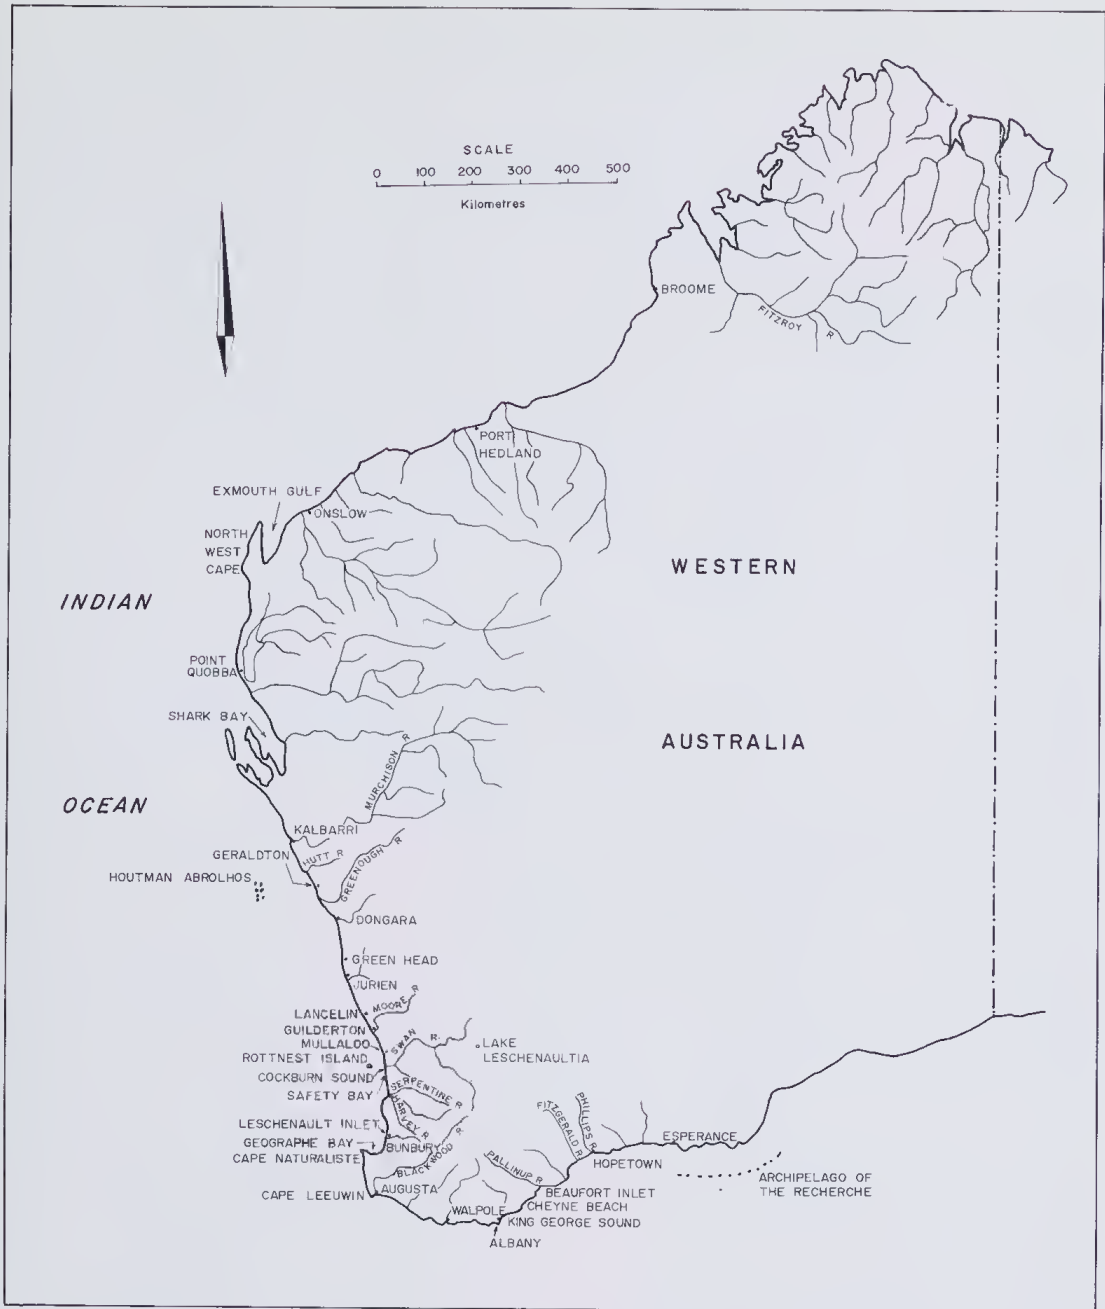 SCALE
0 100 200 300 400 500
Kilometres
BROOME
FITZROY R
PORT
HEDLAND
EXMOUTH GULF
ONSLOW
NORTH
WEST
CAPE
WESTERN
INDIAN
POINT
QUOBBA
SHARK BAY
AUSTRALIA
MURCHISON R
OCEAN
KALBARRI
GERALDTON
HUTT R
GREENOUGH R
HOUTMAN ABROLHOS
DONGARA
GREEN HEAD
JURIEN
MOORE R
LANCELIN
GUILDERTON
MULLALOO
SWAN R.
LAKE
LESCHENAULTIA
ROTTNEST ISLAND
COCKBURN SOUND
SAFETY BAY
SERPENTINE R
HARVEY R
LESCHENAULT INLET
GEOGRAPHE BAY
BUNBURY
CAPE NATURALISTE
BLACKWOOD R
FITZGERALD R
PHILLIPS R
ESPERANCE
HOPETOWN
PALLINUP R
ARCHIPELAGO OF
THE RECHERCHE
CAPE LEEUWIN
AUGUSTA
BEAUFORT INLET
CHEYNE BEACH
WALPOLE
KING GEORGE SOUND
ALBANY